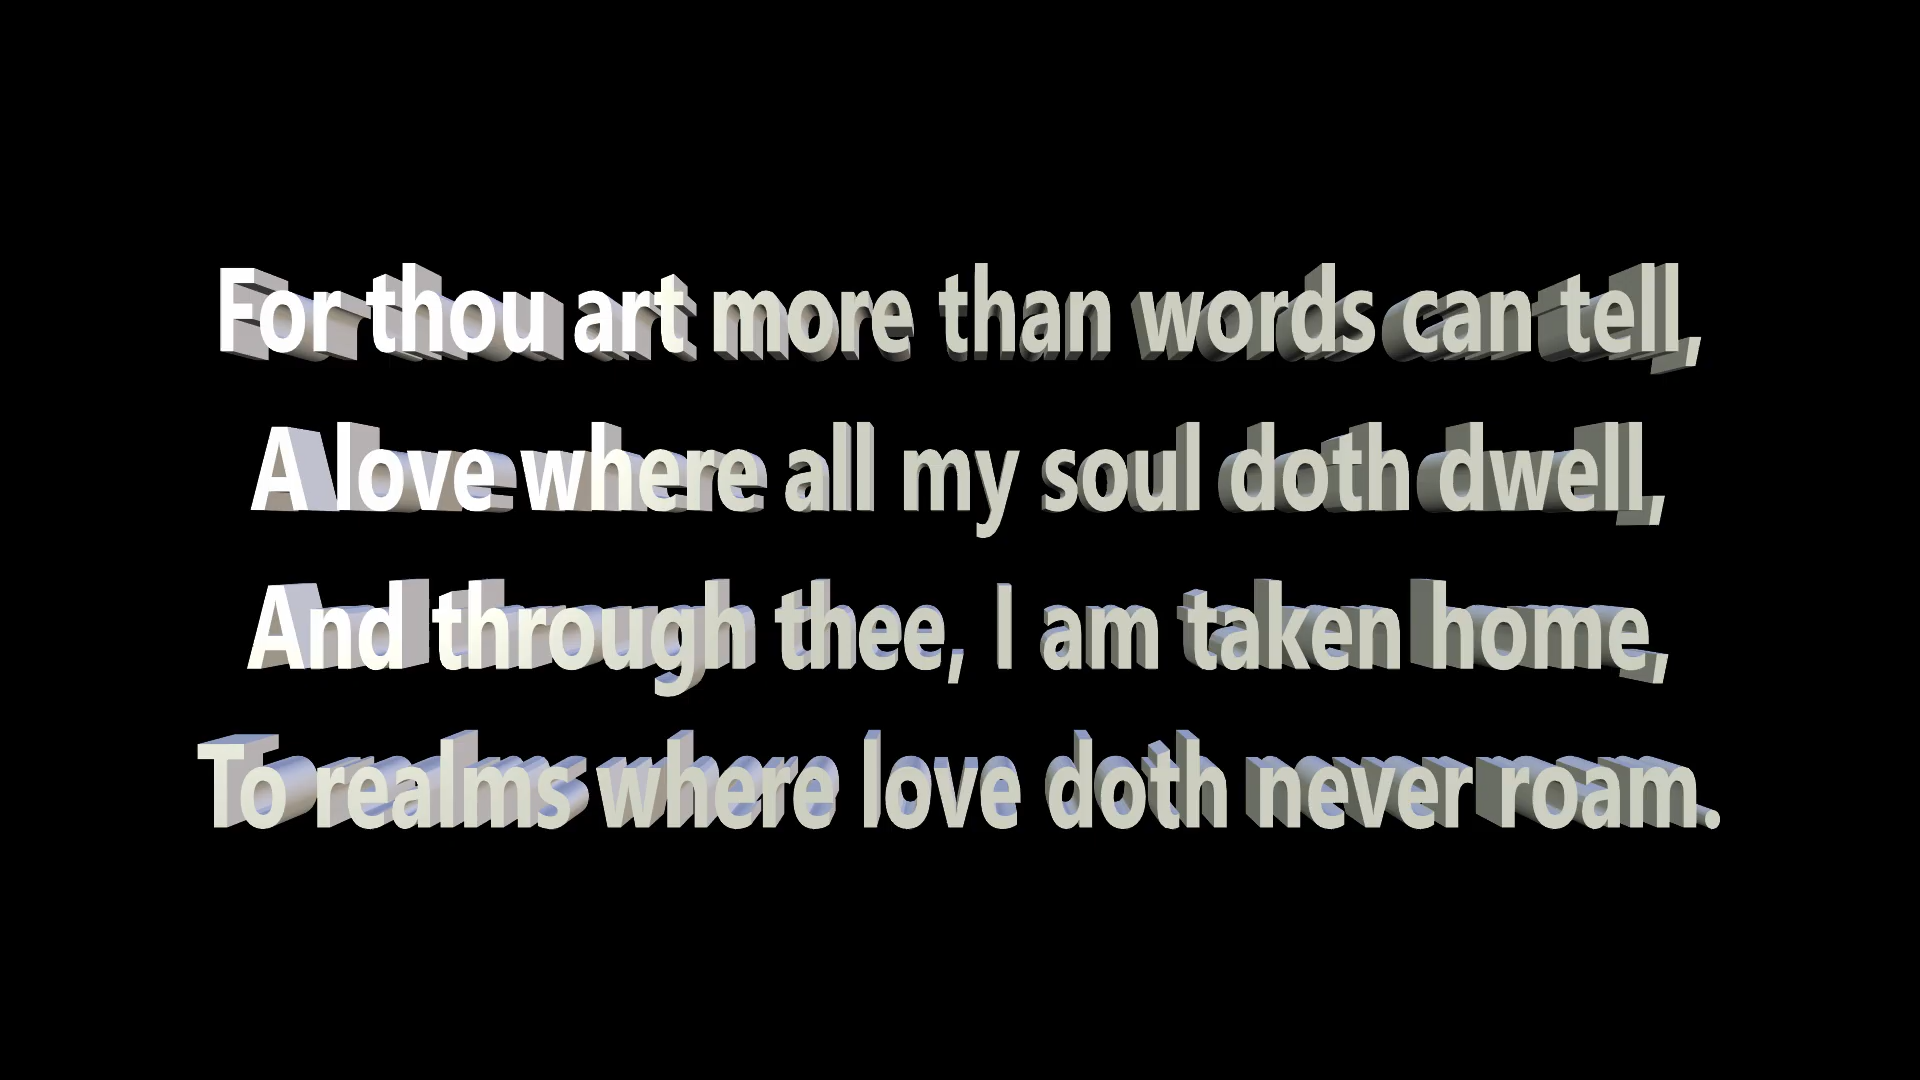 For thou art more than words can tell,
A love where all my soul doth dwell,
And through thee, I am taken home,
To realms where love doth never roam.